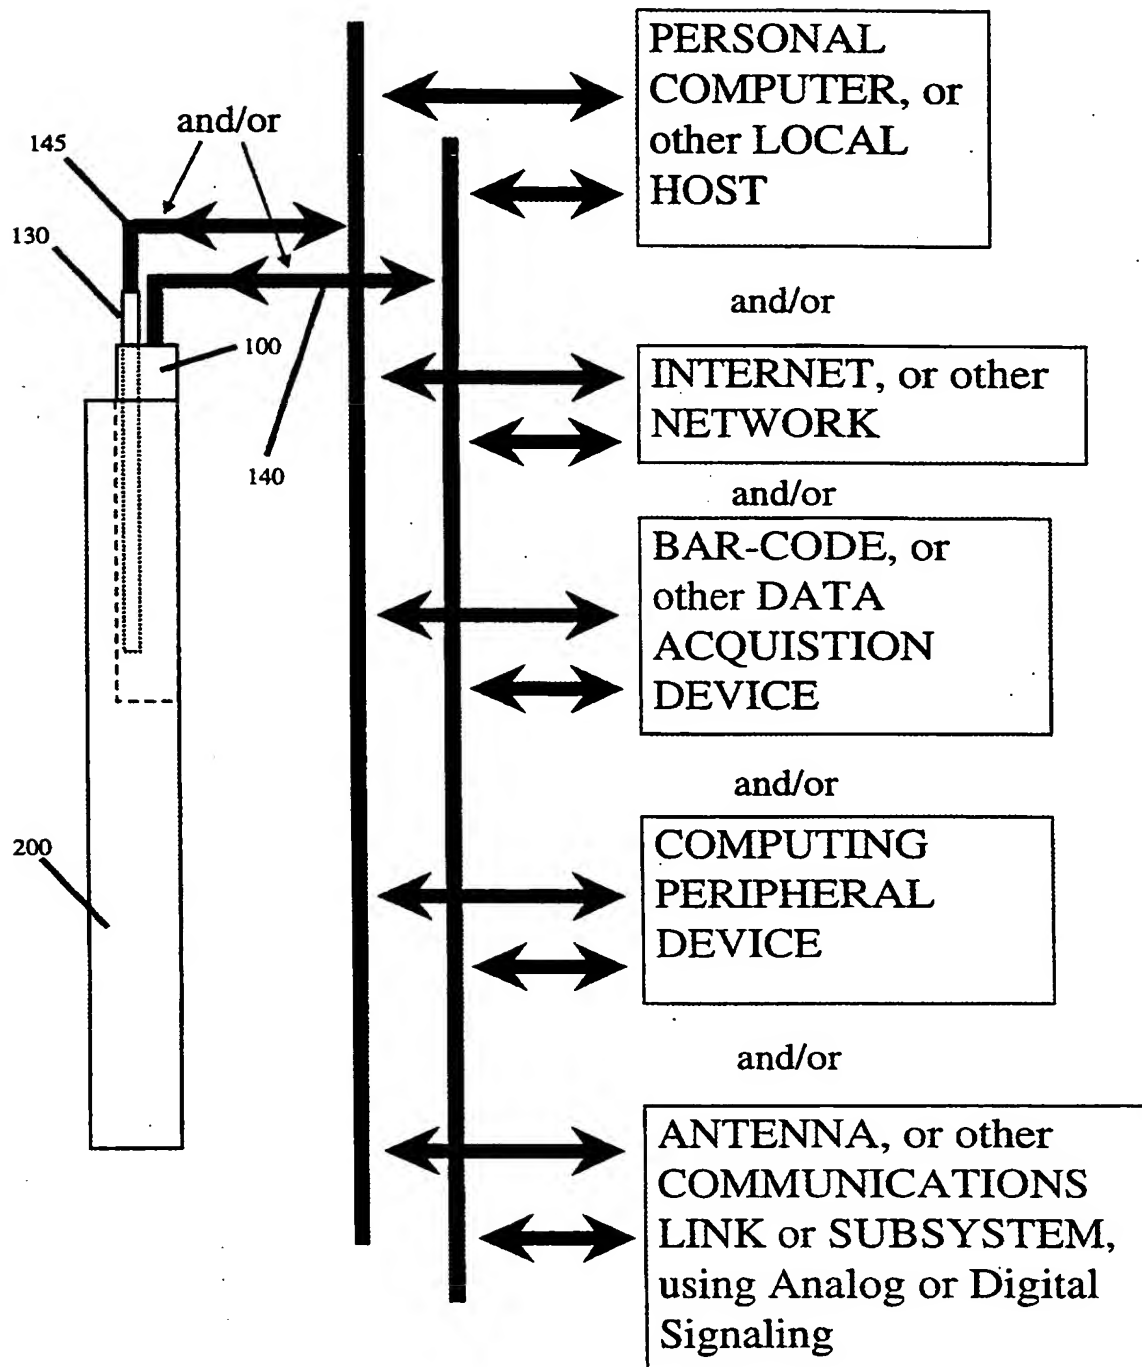 and/or
145
130
100
140
200
PERSONAL
COMPUTER, or
other LOCAL
HOST
and/or
INTERNET, or other
NETWORK
and/or
BAR-CODE, or
other DATA
ACQUISTION
DEVICE
and/or
COMPUTING
PERIPHERAL
DEVICE
and/or
ANTENNA, or other
COMMUNICATIONS
LINK or SUBSYSTEM,
using Analog or Digital
Signaling